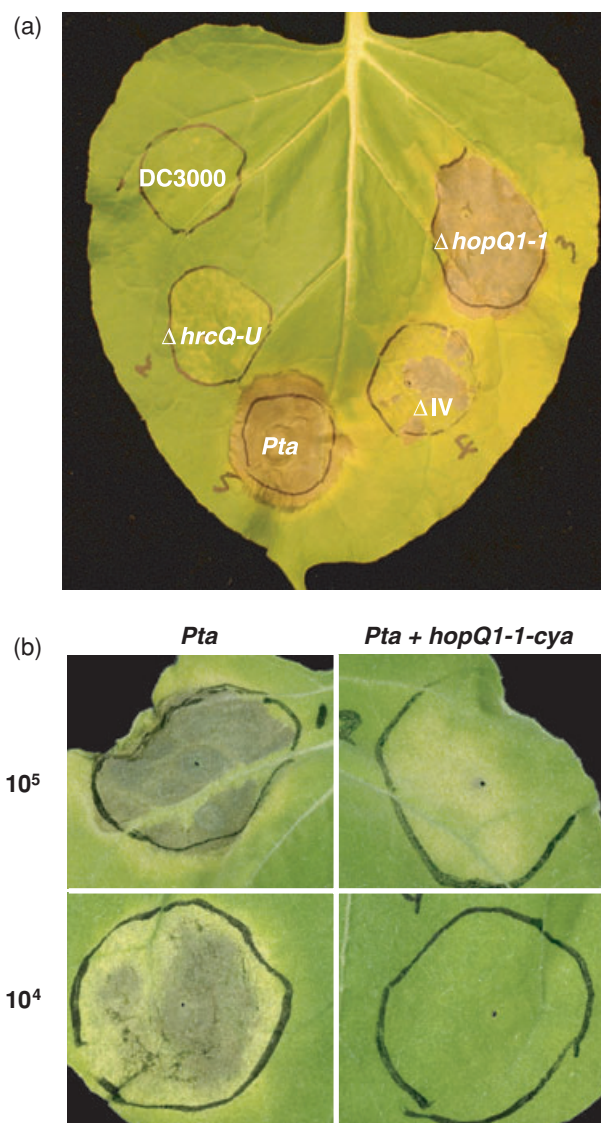 (a)
DC3000
ΔhopQ1-1
ΔhrcQ-U
ΔIV
Pta
(b)
Pta Pta + hopQ1-1-cya
10⁵
10⁴